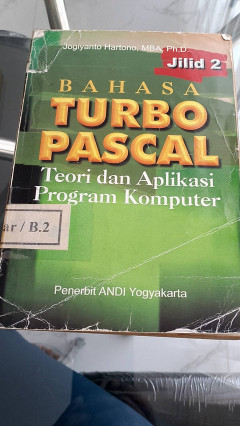 Jogiyanto Hartono, MBA, Ph.D.
Jilid 2
BAHASA
TURBO
PASCAL
Teori dan Aplikasi
Program Komputer
ar / B.2
Penerbit ANDI Yogyakarta